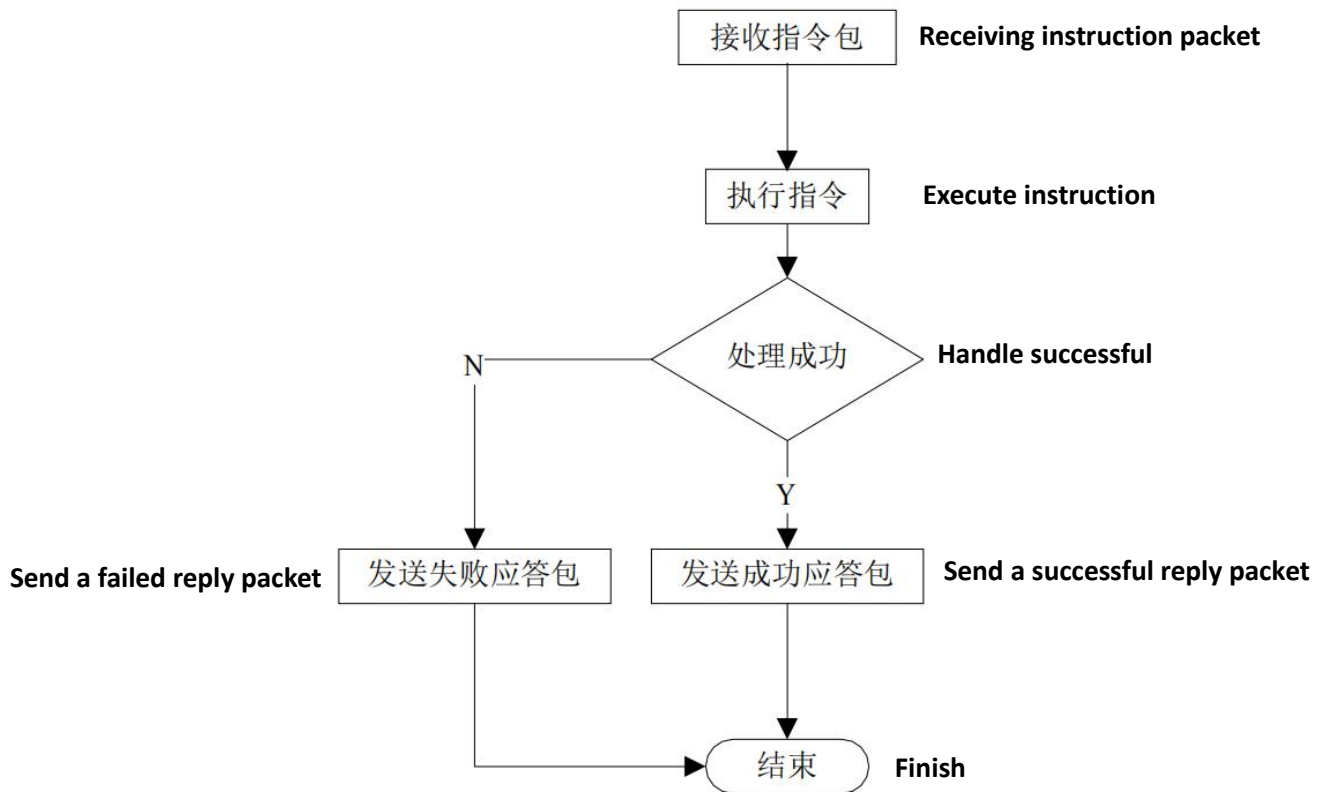 接收指令包
Receiving instruction packet
执行指令
Execute instruction
处理成功
Handle successful
N
Y
Send a failed reply packet
发送失败应答包
发送成功应答包
Send a successful reply packet
结束
Finish